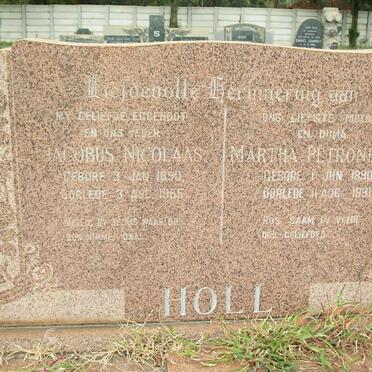 Liefdevolle Herinnering aan
MY GELIEFDE EGGENOOT
EN ONS VADER
JACOBUS NICOLAAS
GEBORE 3 JAN. 1890
OORLEDE 3 AUG. 1955
DAAL
ONS LIEFSTE MOED
EN OUMA
MARTHA PETRONE
GEBORE 1 JUN. 1890
OORLEDE 11 AUG. 1981
RUS SAAM IN VREDE
ONS GELIEFDES
HOLL